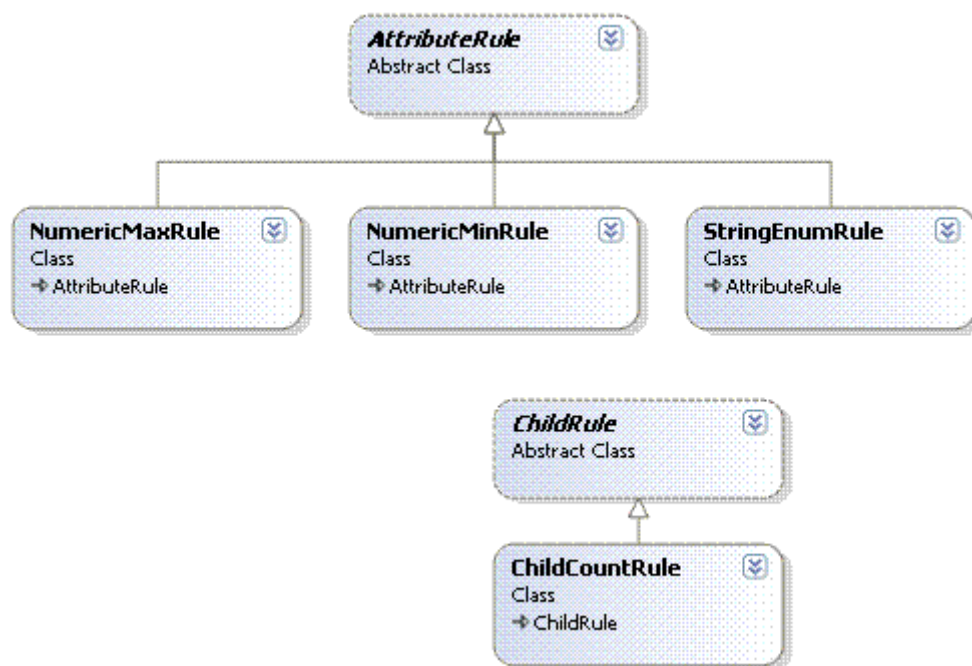 AttributeRule
Abstract Class
NumericMaxRule
Class
AttributeRule
NumericMinRule
Class
AttributeRule
StringEnumRule
Class
AttributeRule
ChildRule
Abstract Class
ChildCountRule
Class
ChildRule